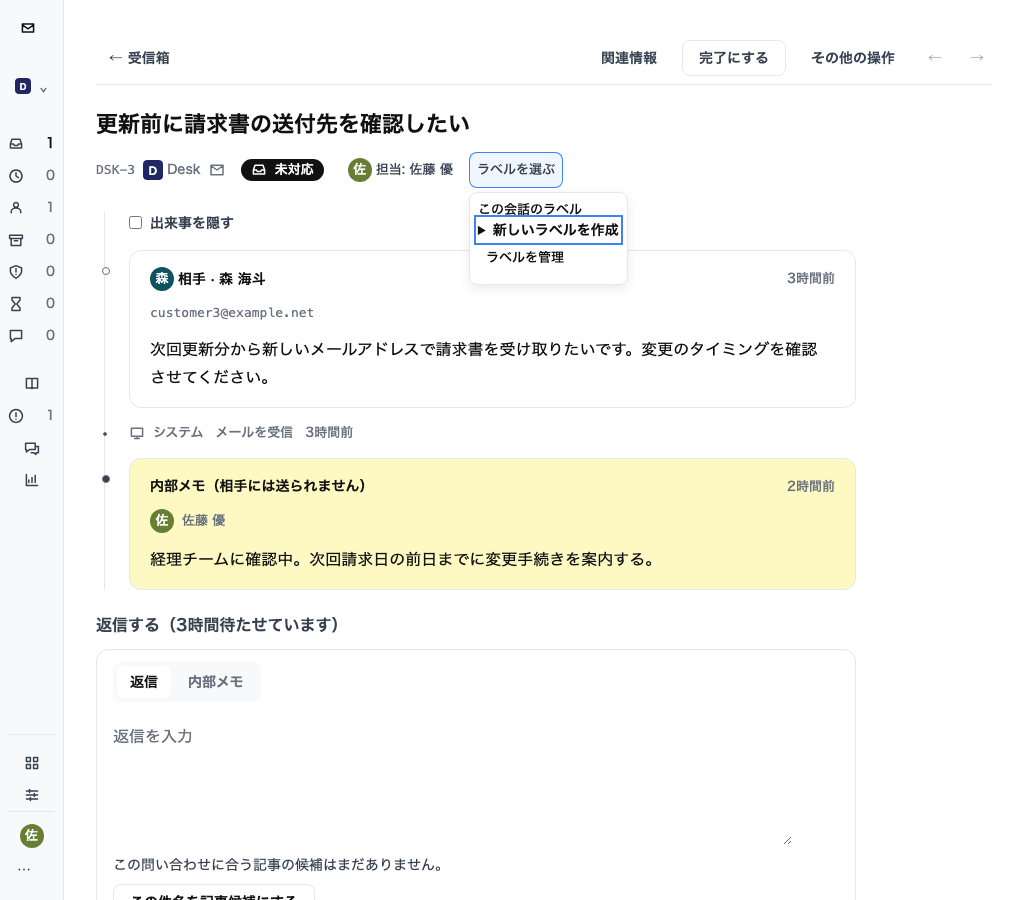 D
1
0
1
0
0
0
0
1
佐
…
← 受信箱
関連情報
完了にする
その他の操作
←
→
更新前に請求書の送付先を確認したい
DSK-3
D Desk
未対応
佐 担当: 佐藤 優
ラベルを選ぶ
この会話のラベル
▶ 新しいラベルを作成
ラベルを管理
出来事を隠す
森 相手 · 森 海斗
3時間前
customer3@example.net
次回更新分から新しいメールアドレスで請求書を受け取りたいです。変更のタイミングを確認
させてください。
システム メールを受信 3時間前
内部メモ（相手には送られません）
2時間前
佐 佐藤 優
経理チームに確認中。次回請求日の前日までに変更手続きを案内する。
返信する（3時間待たせています）
返信
内部メモ
返信を入力
この問い合わせに合う記事の候補はまだありません。
この件名を記事候補にする